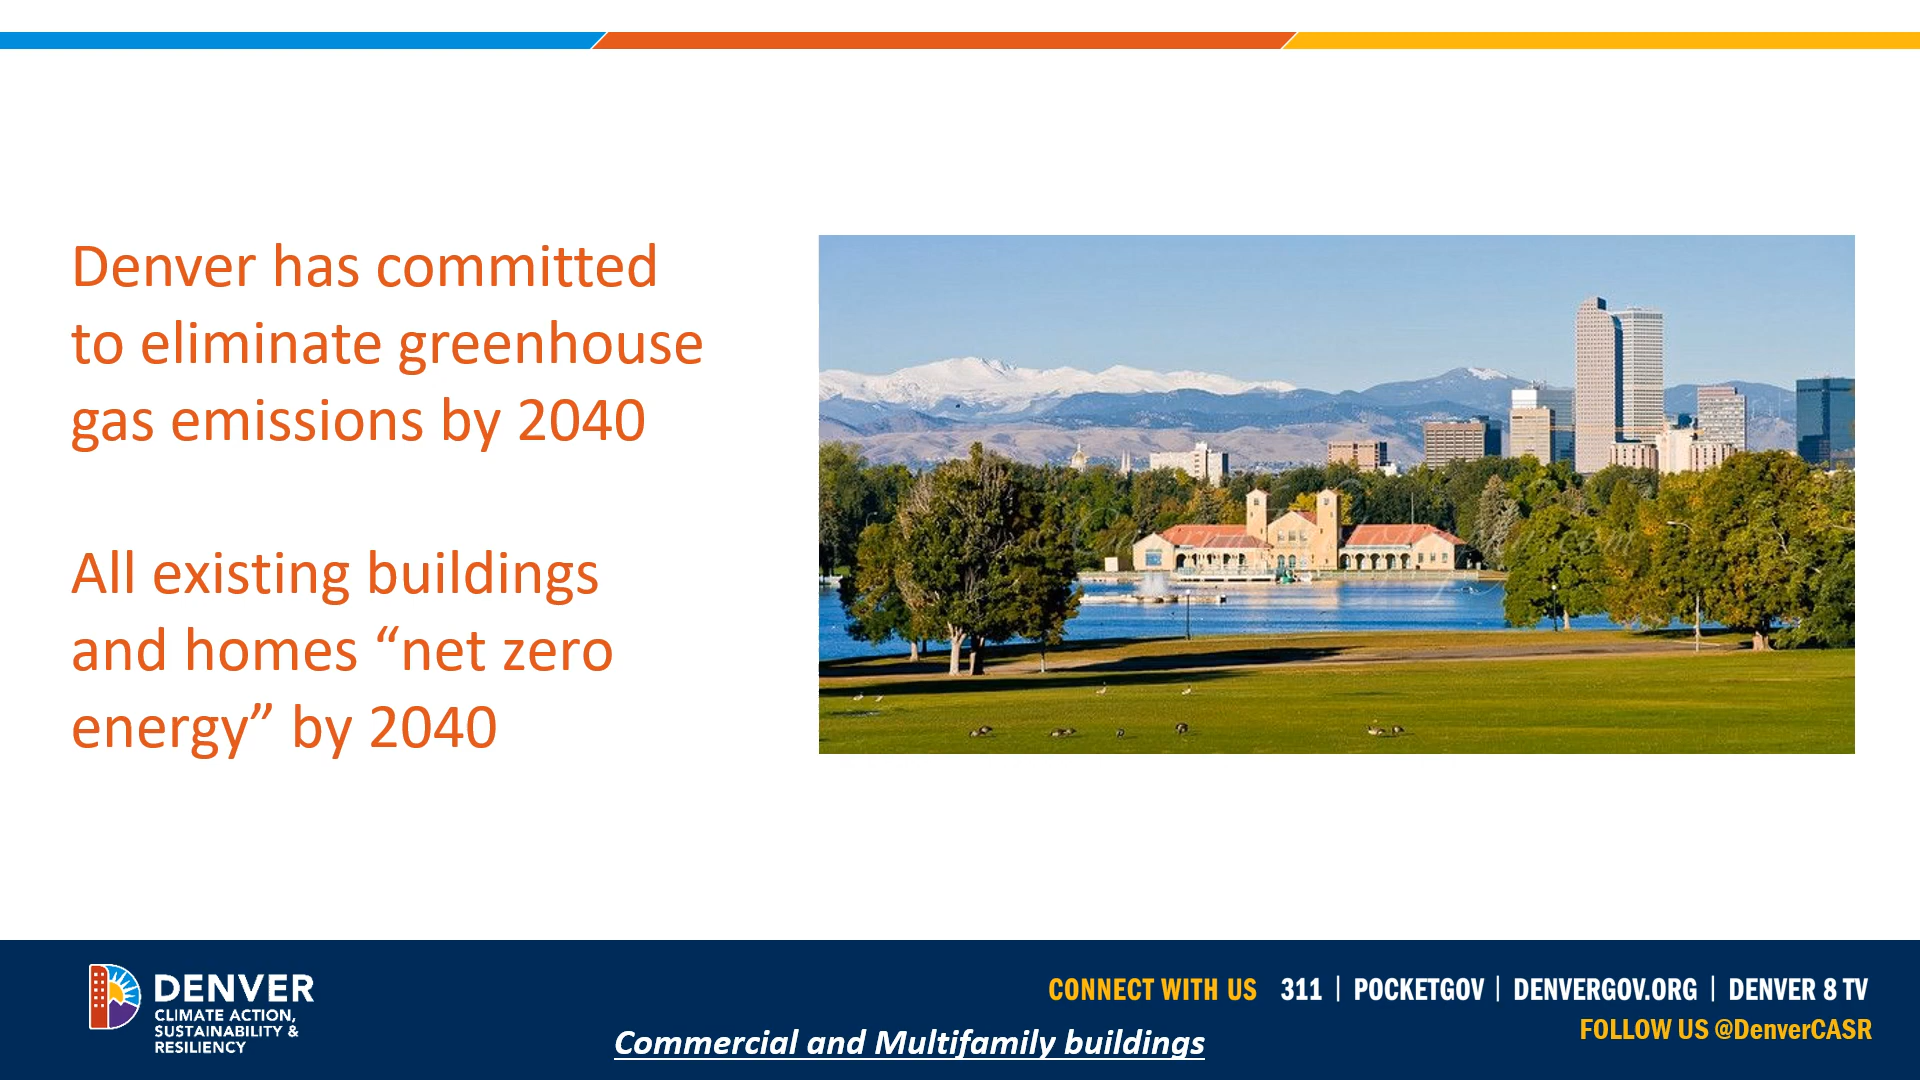 Denver has committed
to eliminate greenhouse
gas emissions by 2040
All existing buildings
and homes “net zero
energy” by 2040
DENVER
CLIMATE ACTION,
SUSTAINABILITY &
RESILIENCY
Commercial and Multifamily buildings
CONNECT WITH US 311 | POCKETGOV | DENVERGOV.ORG | DENVER 8 TV
FOLLOW US @DenverCASR